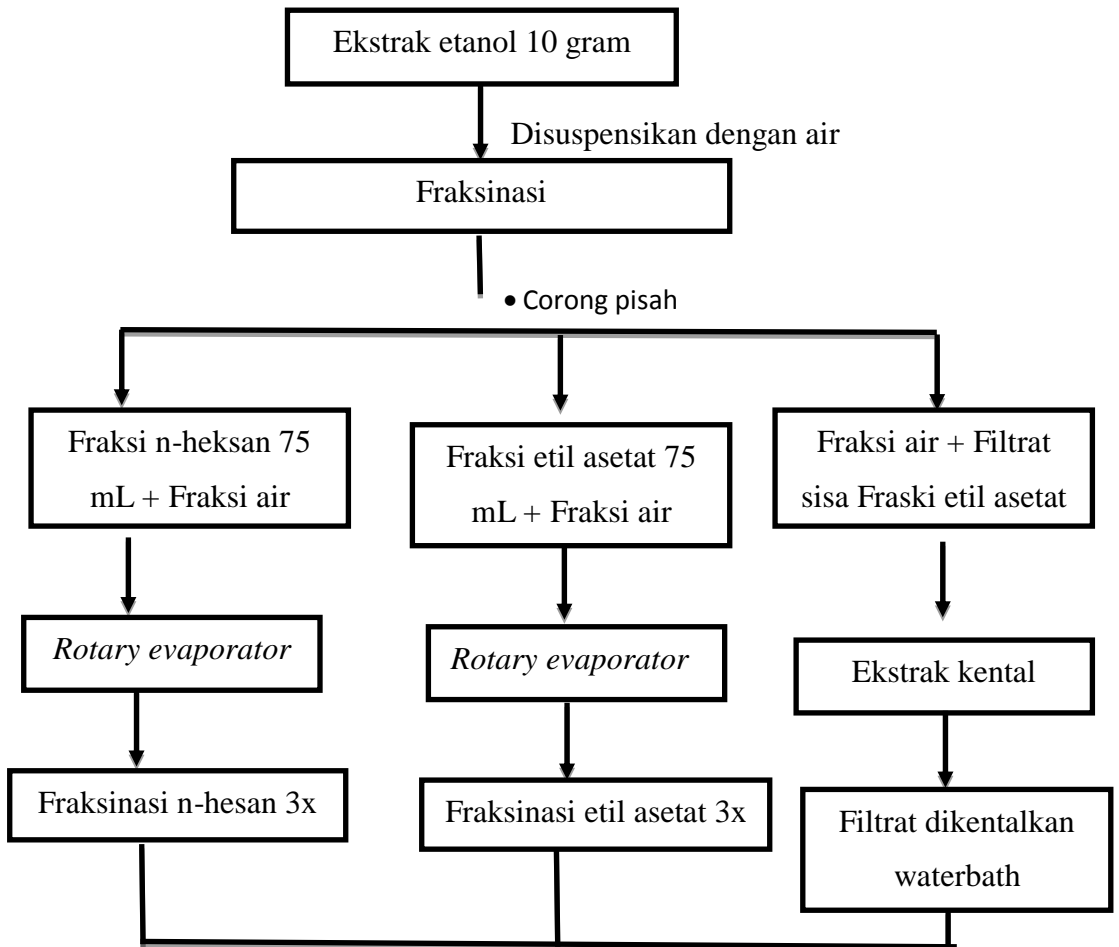 Ekstrak etanol 10 gram
Disuspensikan dengan air
Fraksinasi
• Corong pisah
Fraksi n-heksan 75
mL + Fraksi air
Fraksi etil asetat 75
mL + Fraksi air
Fraksi air + Filtrat
sisa Fraski etil asetat
Rotary evaporator
Rotary evaporator
Ekstrak kental
Fraksinasi n-hesan 3x
Fraksinasi etil asetat 3x
Filtrat dikentalkan
waterbath